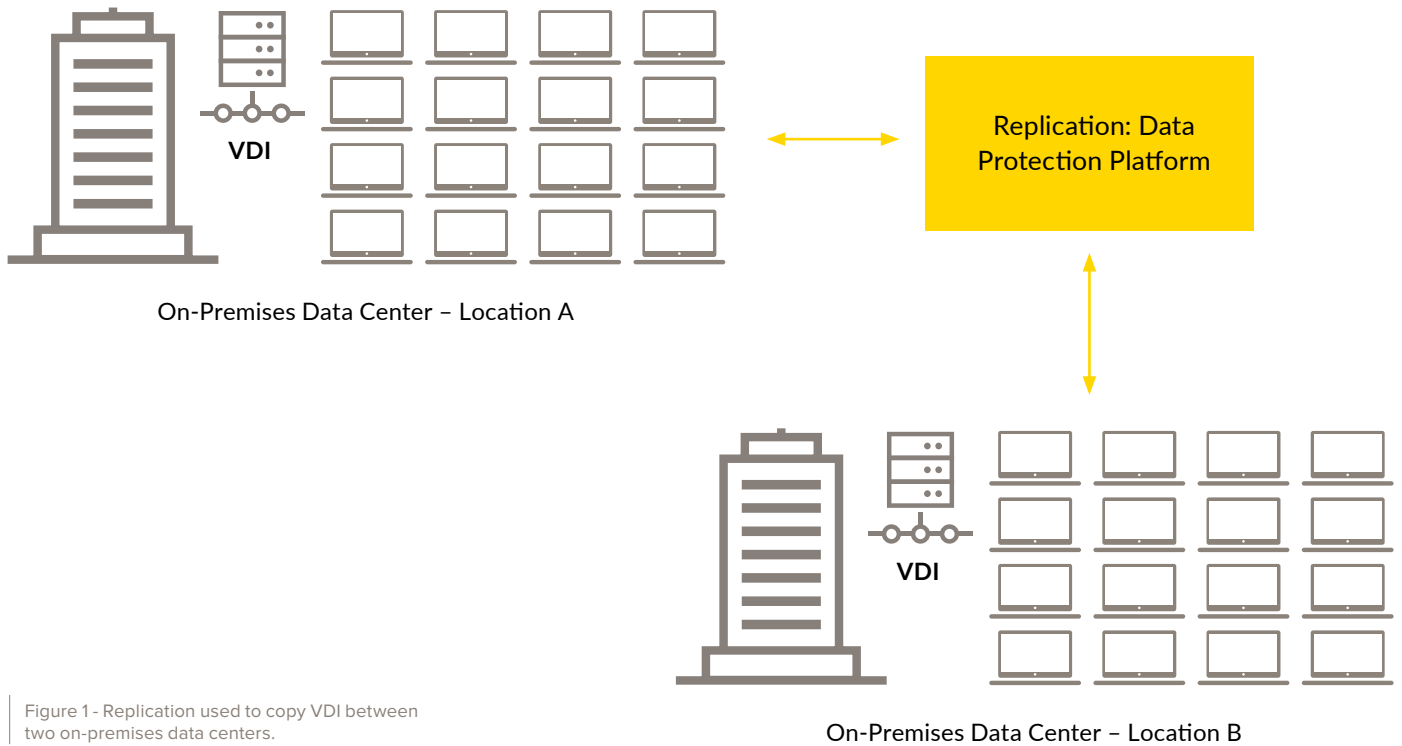 VDI
Replication: Data
Protection Platform
On-Premises Data Center – Location A
VDI
Figure 1 - Replication used to copy VDI between
two on-premises data centers.
On-Premises Data Center – Location B